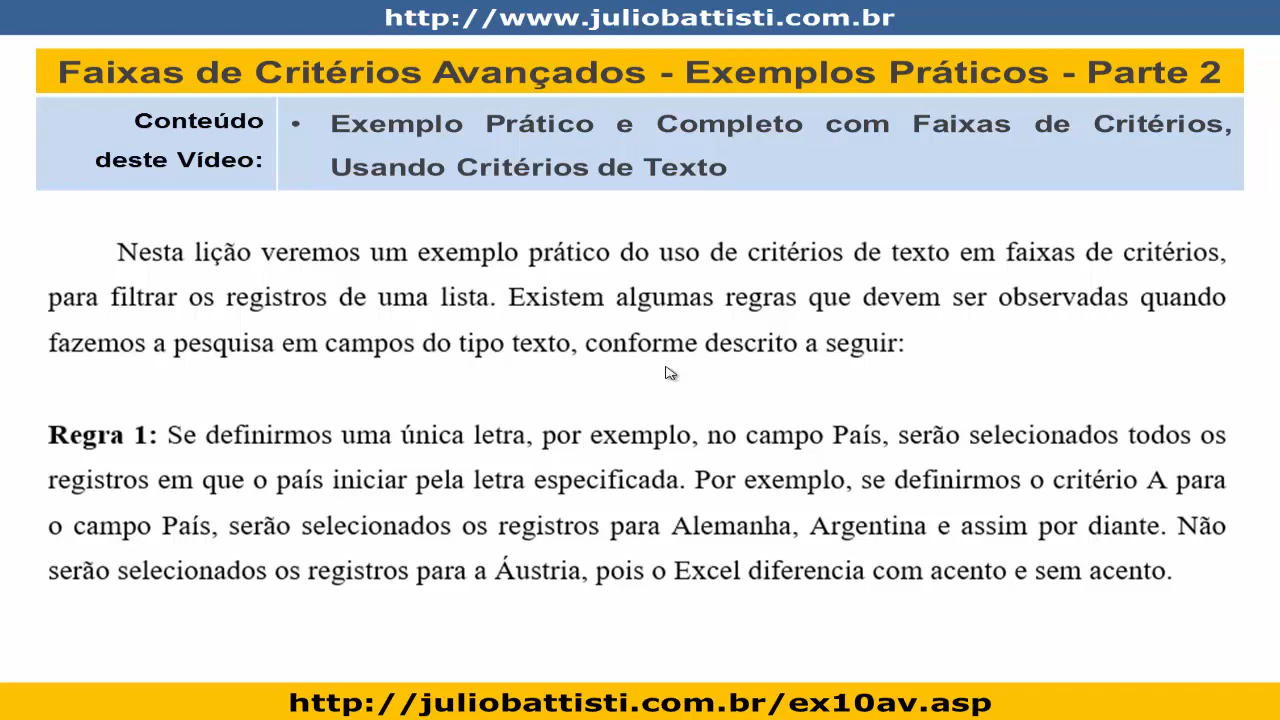 http://www.juliobattisti.com.br
Faixas de Critérios Avançados - Exemplos Práticos - Parte 2
Conteúdo
deste Vídeo:
• Exemplo Prático e Completo com Faixas de Critérios,
Usando Critérios de Texto
Nesta lição veremos um exemplo prático do uso de critérios de texto em faixas de critérios,
para filtrar os registros de uma lista. Existem algumas regras que devem ser observadas quando
fazemos a pesquisa em campos do tipo texto, conforme descrito a seguir:
Regra 1: Se definirmos uma única letra, por exemplo, no campo País, serão selecionados todos os
registros em que o país iniciar pela letra especificada. Por exemplo, se definirmos o critério A para
o campo País, serão selecionados os registros para Alemanha, Argentina e assim por diante. Não
serão selecionados os registros para a Áustria, pois o Excel diferencia com acento e sem acento.
http://juliobattisti.com.br/ex10av.asp